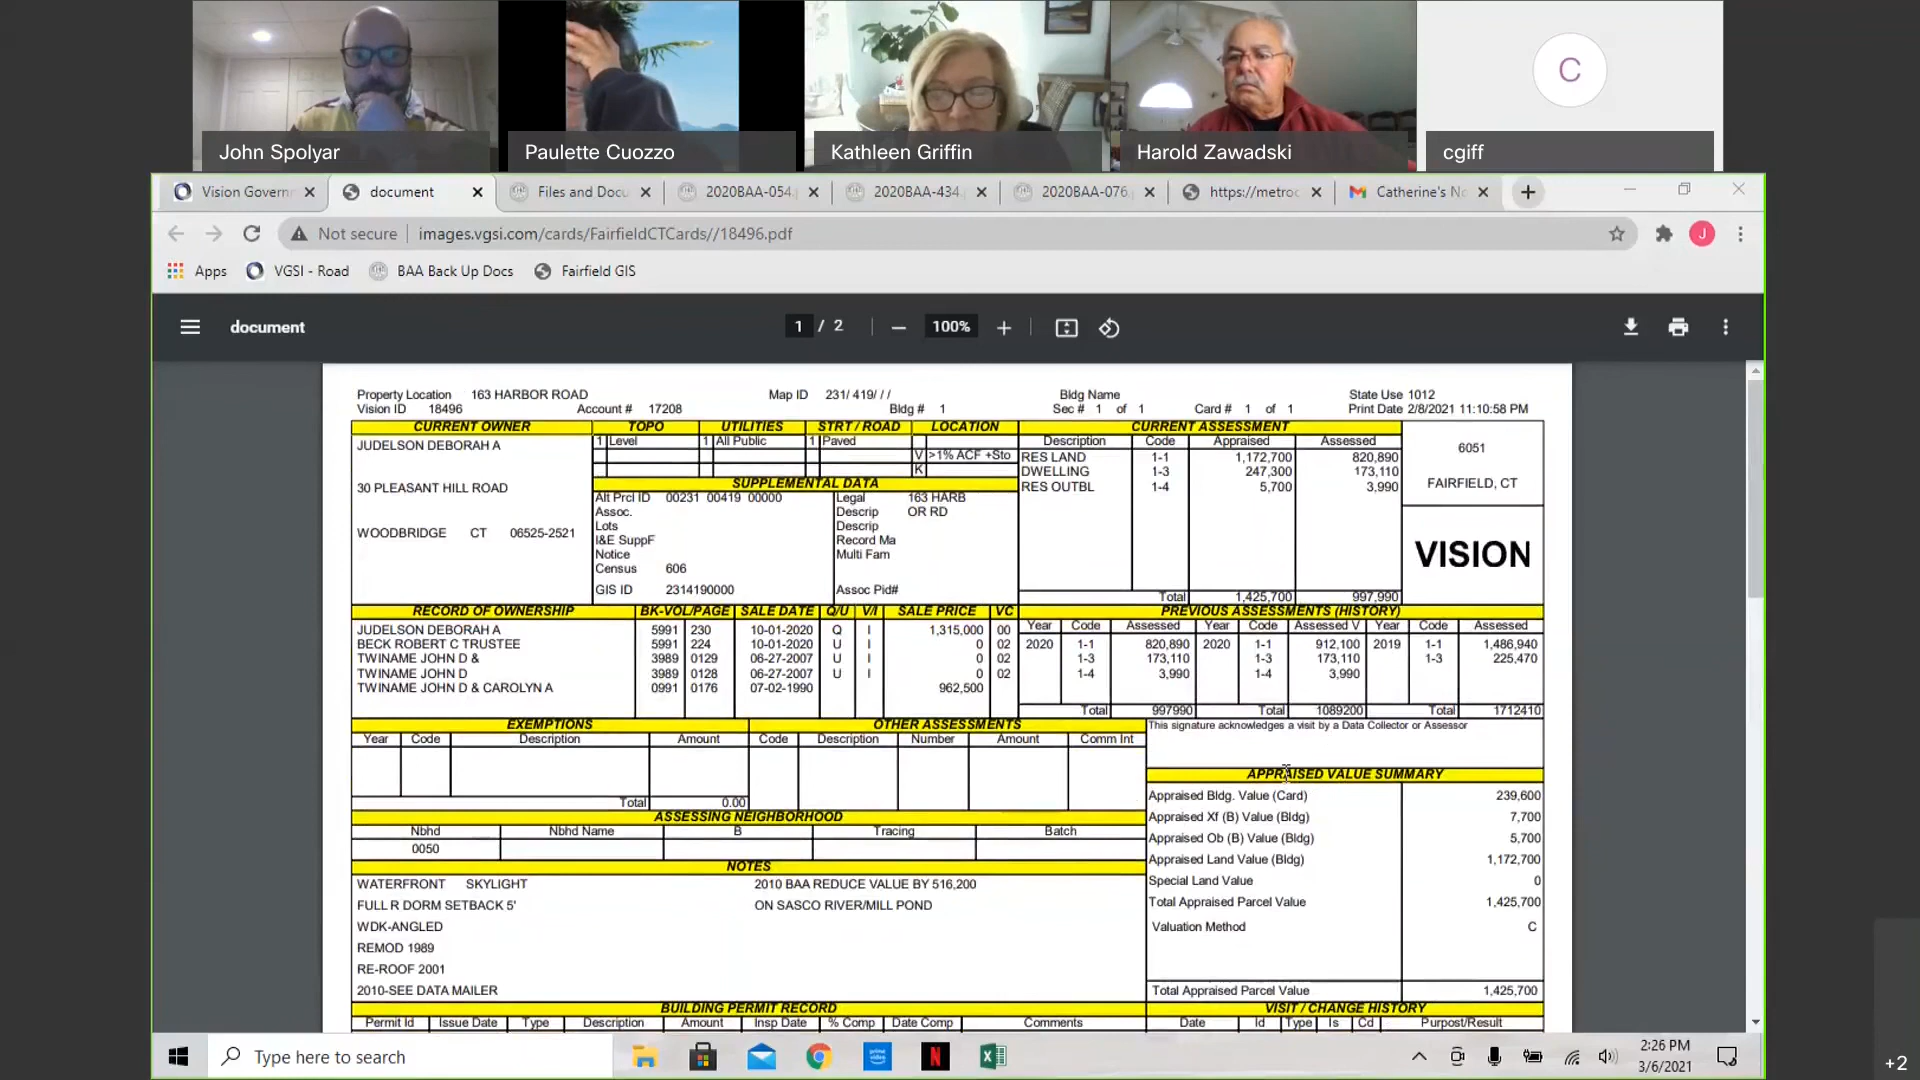 C
John Spolyar
Paulette Cuozzo
Kathleen Griffin
Harold Zawadski
cgiff
Vision Governm
document
Files and Docu
2020BAA-054.
2020BAA-434.
2020BAA-076.
https://metroc
Catherine's No
Not secure
images.vgsi.com/cards/FairfieldCTCards//18496.pdf
J
Apps
VGSI - Road
BAA Back Up Docs
Fairfield GIS
document
1 / 2
100%
Property Location 163 HARBOR ROAD Map ID 231/ 419/ / / Bldg Name State Use 1012
Vision ID 18496 Account # 17208 Bldg # 1 Sec # 1 of 1 Card # 1 of 1 Print Date 2/8/2021 11:10:58 PM
CURRENT OWNER TOPO UTILITIES STRT / ROAD LOCATION CURRENT ASSESSMENT
JUDELSON DEBORAH A 1 Level 1 All Public 1 Paved Description Code Appraised Assessed
V >1% ACF +Sto RES LAND 1-1 1,172,700 820,890
K DWELLING 1-3 247,300 173,110
SUPPLEMENTAL DATA RES OUTBL 1-4 5,700 3,990
6051
FAIRFIELD, CT
VISION
30 PLEASANT HILL ROAD
WOODBRIDGE CT 06525-2521
Alt Prcl ID 00231 00419 00000 Legal 163 HARB
Assoc. Descrip OR RD
Lots Descrip
I&E SuppF Record Ma
Notice Multi Fam
Census 606
GIS ID 2314190000 Assoc Pid#
Total 1,425,700 997,990
RECORD OF OWNERSHIP BK-VOL/PAGE SALE DATE Q/U V/I SALE PRICE VC PREVIOUS ASSESSMENTS (HISTORY)
JUDELSON DEBORAH A 5991 230 10-01-2020 Q I 1,315,000 00
BECK ROBERT C TRUSTEE 5991 224 10-01-2020 U I 0 02
TWINAME JOHN D & 3989 0129 06-27-2007 U I 0 02
TWINAME JOHN D 3989 0128 06-27-2007 U I 0 02
TWINAME JOHN D & CAROLYN A 0991 0176 07-02-1990 962,500
Year Code Assessed Year Code Assessed V Year Code Assessed
2020 1-1 820,890 2020 1-1 912,100 2019 1-1 1,486,940
1-3 173,110 1-3 173,110 1-3 225,470
1-4 3,990 1-4 3,990
Total 997990 Total 1089200 Total 1712410
EXEMPTIONS OTHER ASSESSMENTS
This signature acknowledges a visit by a Data Collector or Assessor
Year Code Description Amount Code Description Number Amount Comm Int
Total 0.00
ASSESSING NEIGHBORHOOD
Nbhd Nbhd Name B Tracing Batch
0050
APPRAISED VALUE SUMMARY
Appraised Bldg. Value (Card) 239,600
Appraised Xf (B) Value (Bldg) 7,700
Appraised Ob (B) Value (Bldg) 5,700
Appraised Land Value (Bldg) 1,172,700
Special Land Value 0
Total Appraised Parcel Value 1,425,700
Valuation Method C
Total Appraised Parcel Value 1,425,700
NOTES
WATERFRONT SKYLIGHT 2010 BAA REDUCE VALUE BY 516,200
FULL R DORM SETBACK 5' ON SASCO RIVER/MILL POND
WDK-ANGLED
REMOD 1989
RE-ROOF 2001
2010-SEE DATA MAILER
BUILDING PERMIT RECORD VISIT / CHANGE HISTORY
Permit Id Issue Date Type Description Amount Insp Date % Comp Date Comp Comments Date Id Type Is Cd Purpost/Result
Type here to search
prime video
N
2:26 PM
3/6/2021
+2